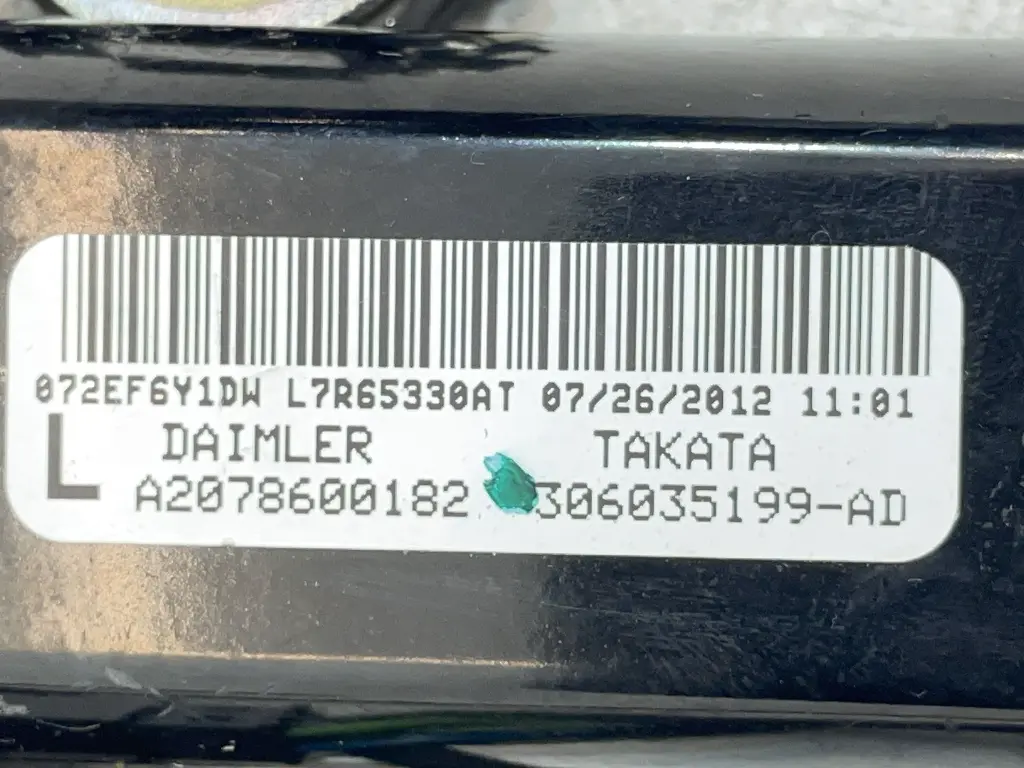 072EF6Y1DW L7R65330AT 07/26/2012 11:01
L DAIMLER TAKATA
A2078600182 306035199-AD